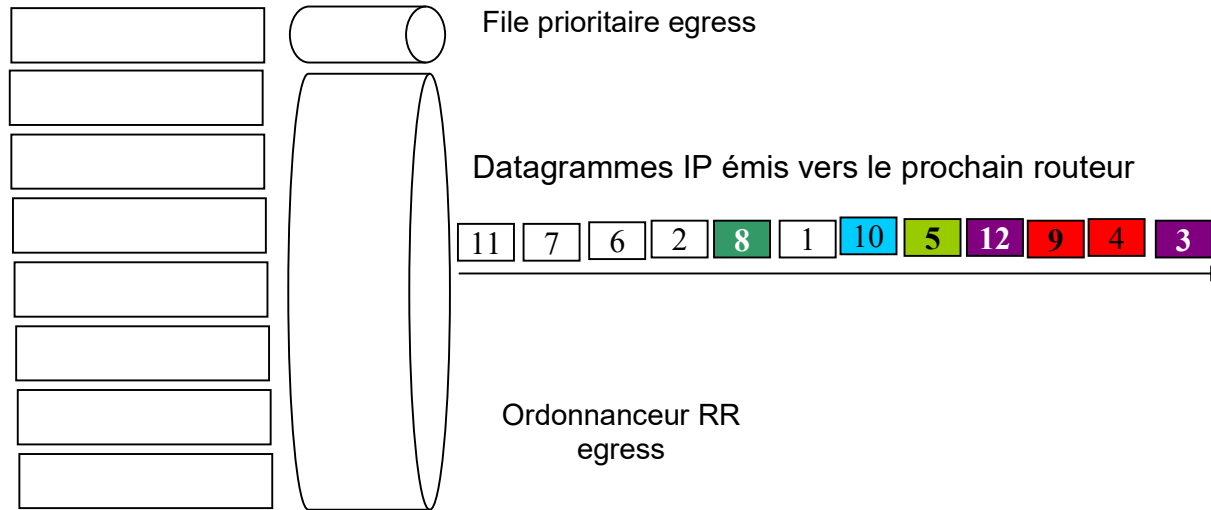 File prioritaire egress
Datagrammes IP émis vers le prochain routeur
11 7 6 2 8 1 10 5 12 9 4 3
Ordonnanceur RR
egress